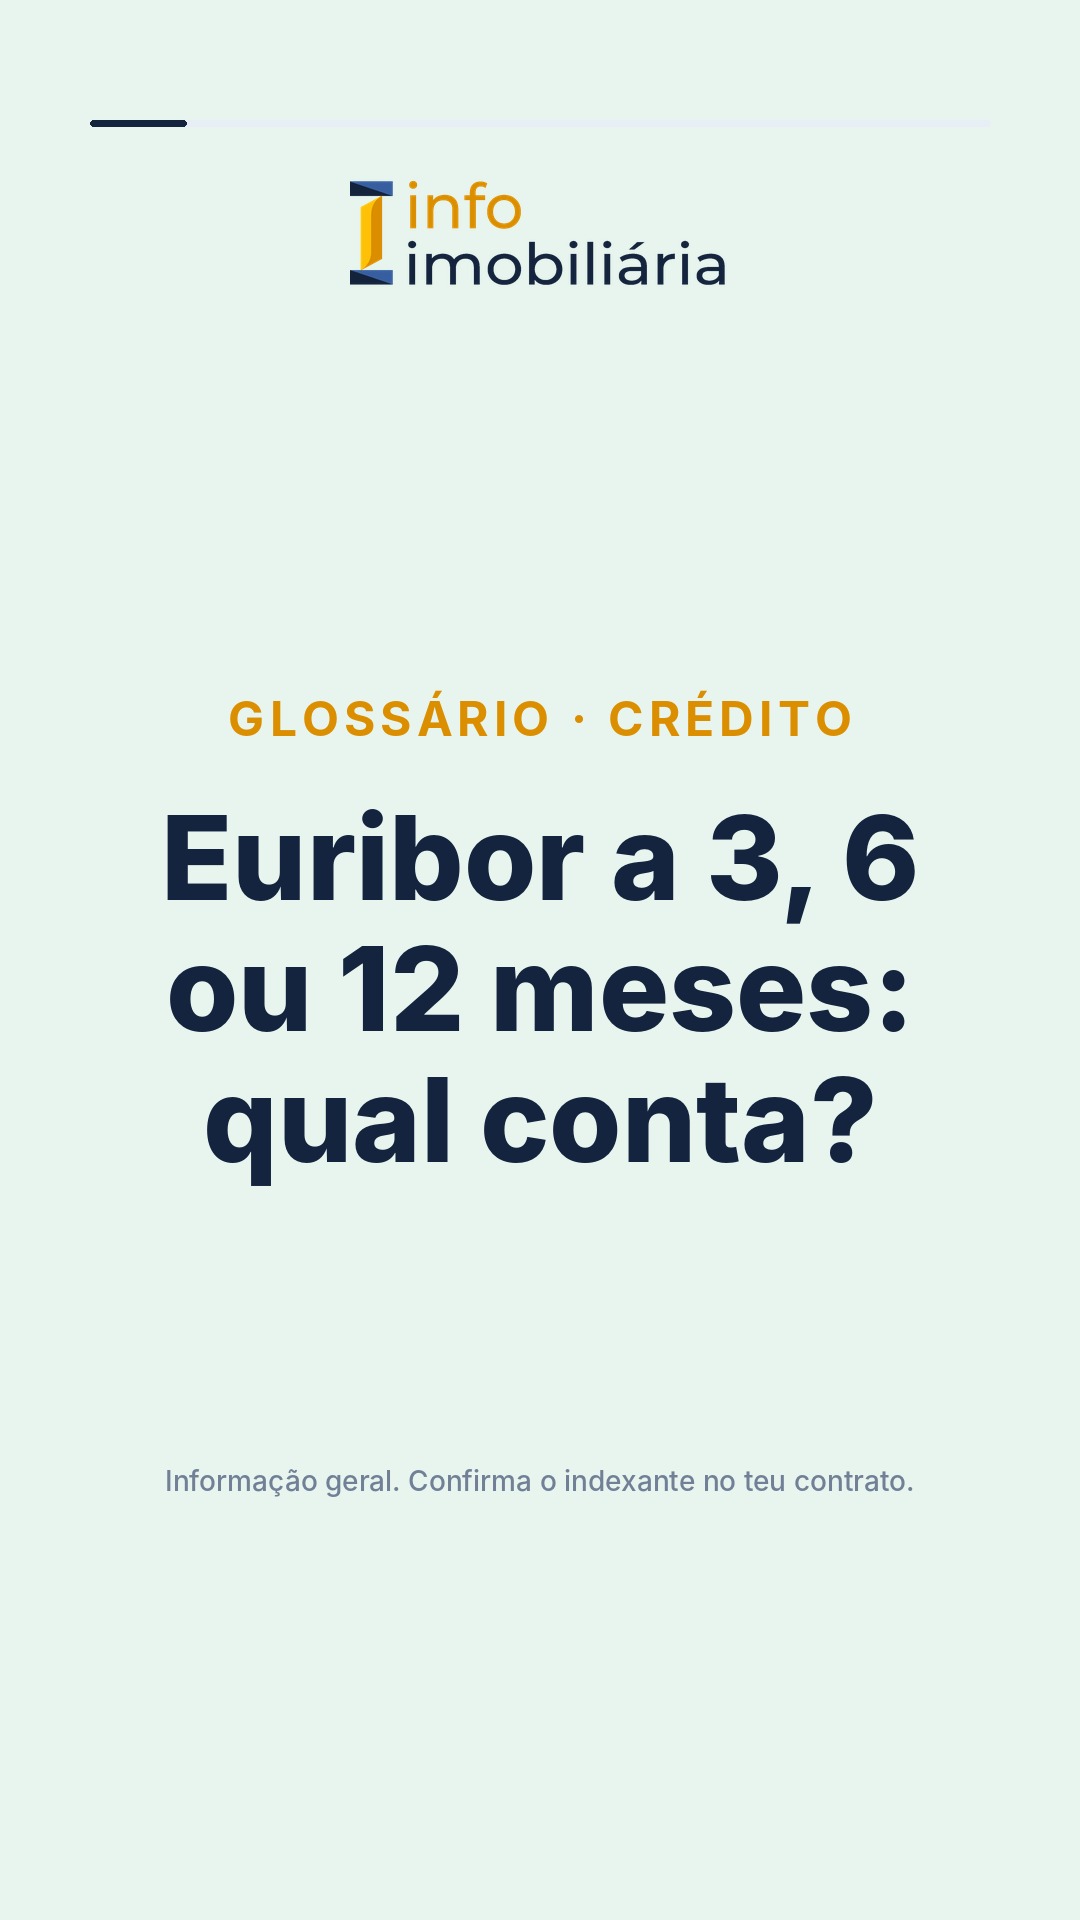 info
imobiliária
GLOSSÁRIO · CRÉDITO
Euribor a 3, 6
ou 12 meses:
qual conta?
Informação geral. Confirma o indexante no teu contrato.